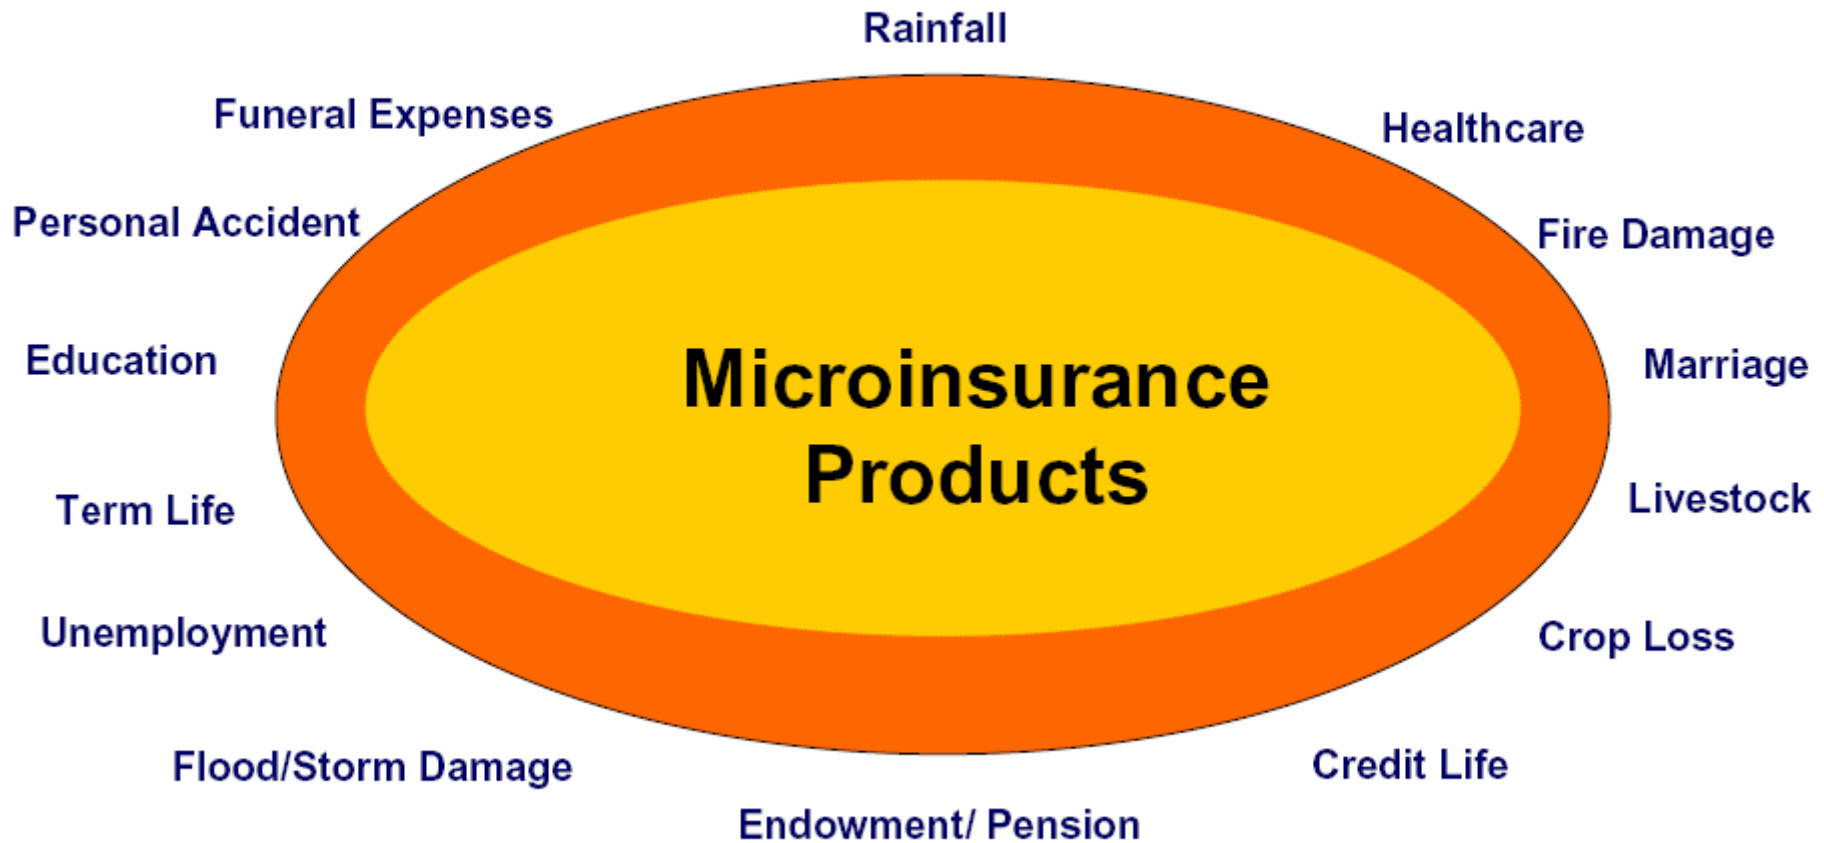 Rainfall
Funeral Expenses
Healthcare
Personal Accident
Fire Damage
Education
Marriage
Microinsurance
Products
Term Life
Livestock
Unemployment
Crop Loss
Flood/Storm Damage
Credit Life
Endowment/ Pension